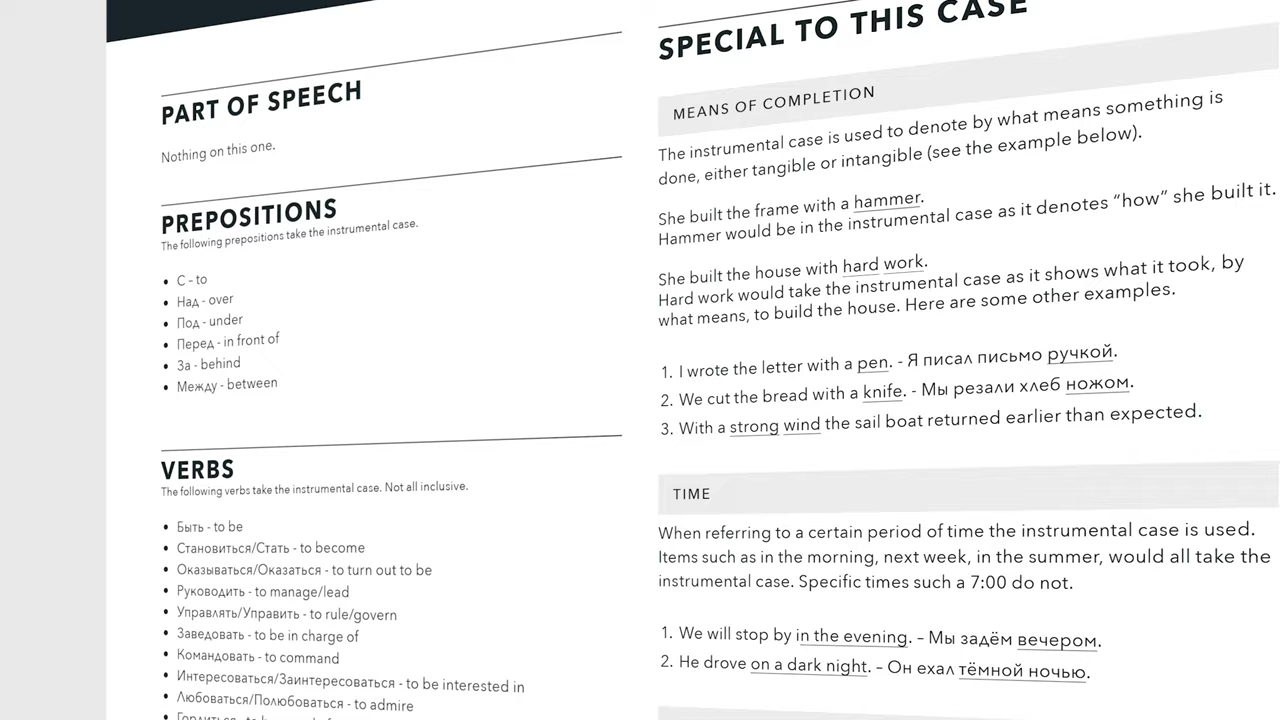 PART OF SPEECH
Nothing on this one.
PREPOSITIONS
The following prepositions take the instrumental case.
• С – to
• Над - over
• Под - under
• Перед - in front of
• За - behind
• Между - between
VERBS
The following verbs take the instrumental case. Not all inclusive.
• Быть - to be
• Становиться/Стать - to become
• Оказываться/Оказаться - to turn out to be
• Руководить - to manage/lead
• Управлять/Управить - to rule/govern
• Заведовать - to be in charge of
• Командовать - to command
• Интересоваться/Заинтересоваться - to be interested in
• Любоваться/Полюбоваться - to admire
SPECIAL TO THIS CASE
MEANS OF COMPLETION
The instrumental case is used to denote by what means something is
done, either tangible or intangible (see the example below).
She built the frame with a hammer.
Hammer would be in the instrumental case as it denotes “how” she built it.
She built the house with hard work.
Hard work would take the instrumental case as it shows what it took, by
what means, to build the house. Here are some other examples.
1. I wrote the letter with a pen. - Я писал письмо ручкой.
2. We cut the bread with a knife. - Мы резали хлеб ножом.
3. With a strong wind the sail boat returned earlier than expected.
TIME
When referring to a certain period of time the instrumental case is used.
Items such as in the morning, next week, in the summer, would all take the
instrumental case. Specific times such a 7:00 do not.
1. We will stop by in the evening. – Мы задём вечером.
2. He drove on a dark night. – Он ехал тёмной ночью.